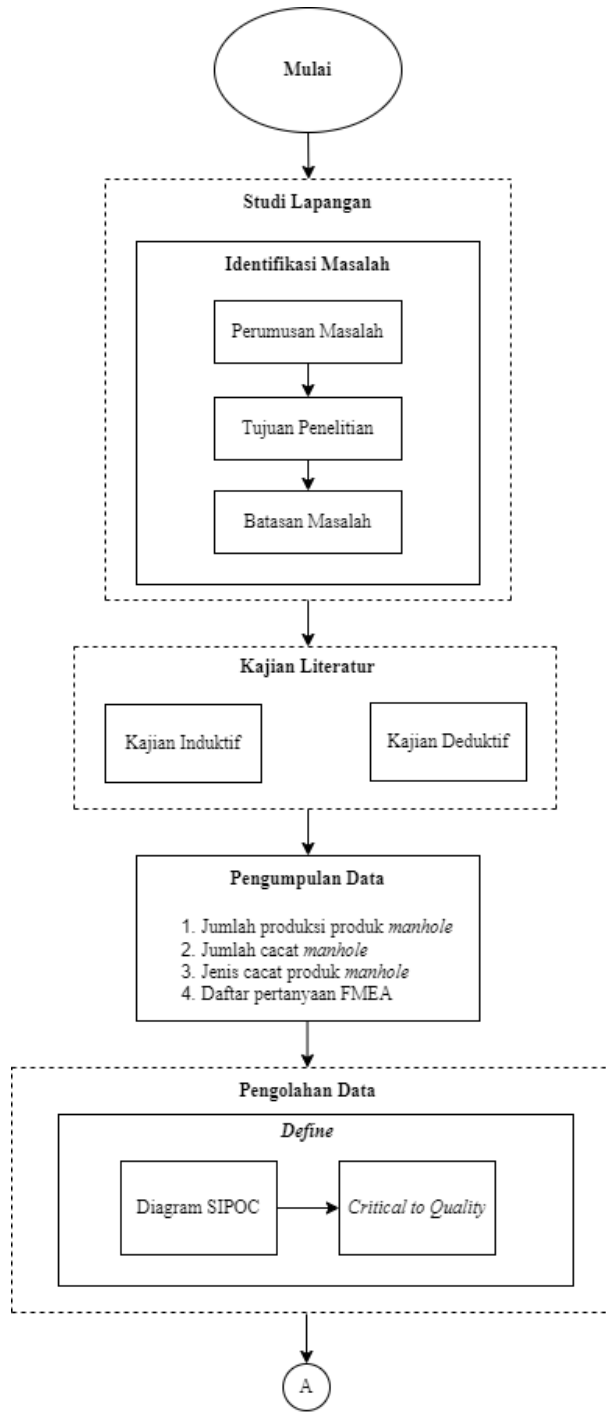 Mulai
Studi Lapangan
Identifikasi Masalah
Perumusan Masalah
Tujuan Penelitian
Batasan Masalah
Kajian Literatur
Kajian Induktif
Kajian Deduktif
Pengumpulan Data
1. Jumlah produksi produk manhole
2. Jumlah cacat manhole
3. Jenis cacat produk manhole
4. Daftar pertanyaan FMEA
Pengolahan Data
Define
Diagram SIPOC
Critical to Quality
A